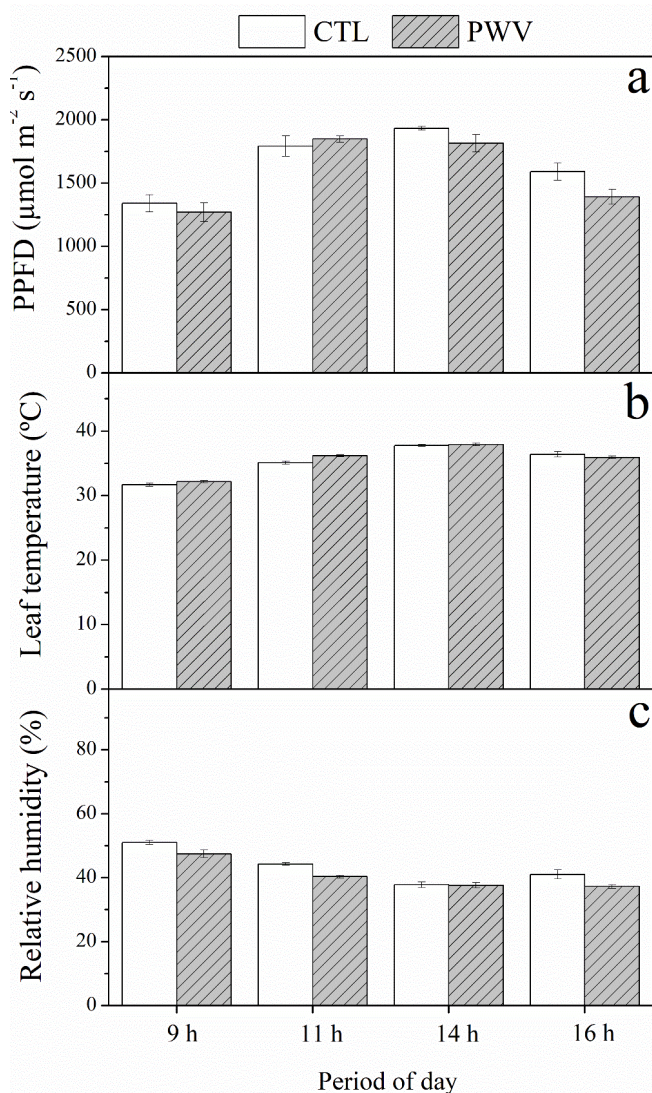 CTL PWV
a
PPFD (µmol m⁻² s⁻¹)
2500
2000
1500
1000
500
0
b
Leaf temperature (ºC)
40
30
20
10
0
c
Relative humidity (%)
80
60
40
20
0
9 h 11 h 14 h 16 h
Period of day